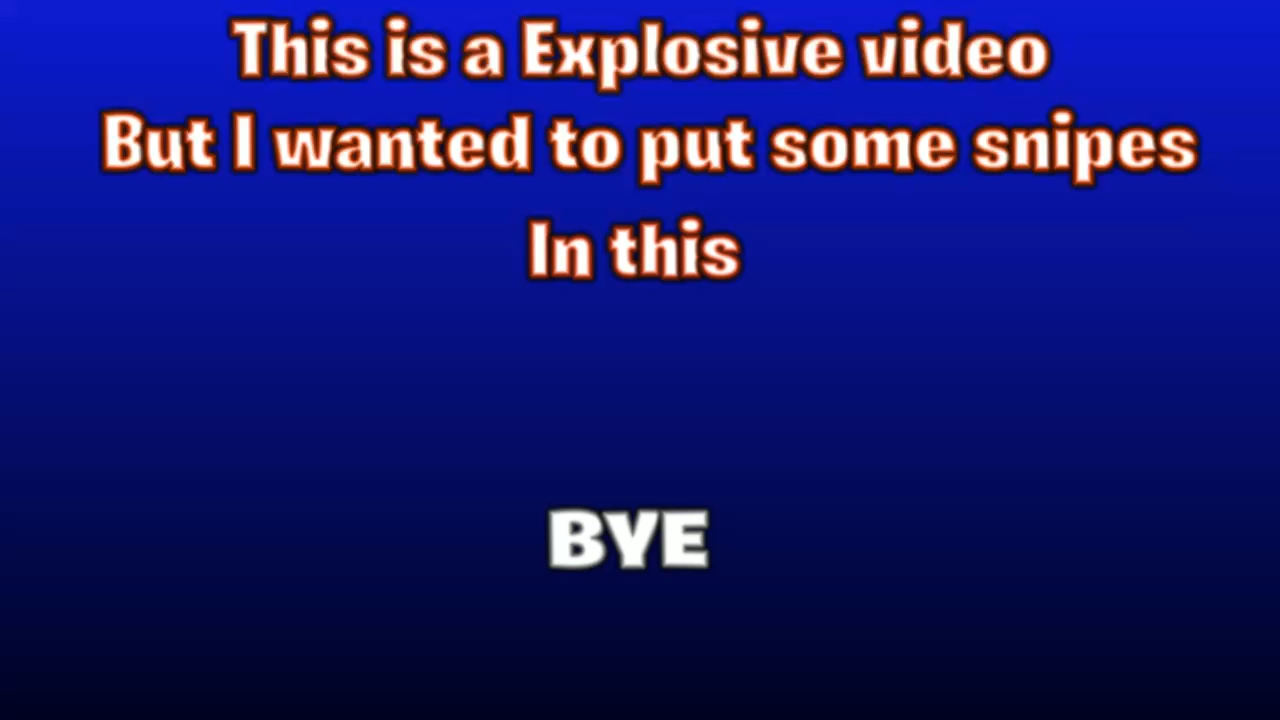 This is a Explosive video
But I wanted to put some snipes
In this
BYE